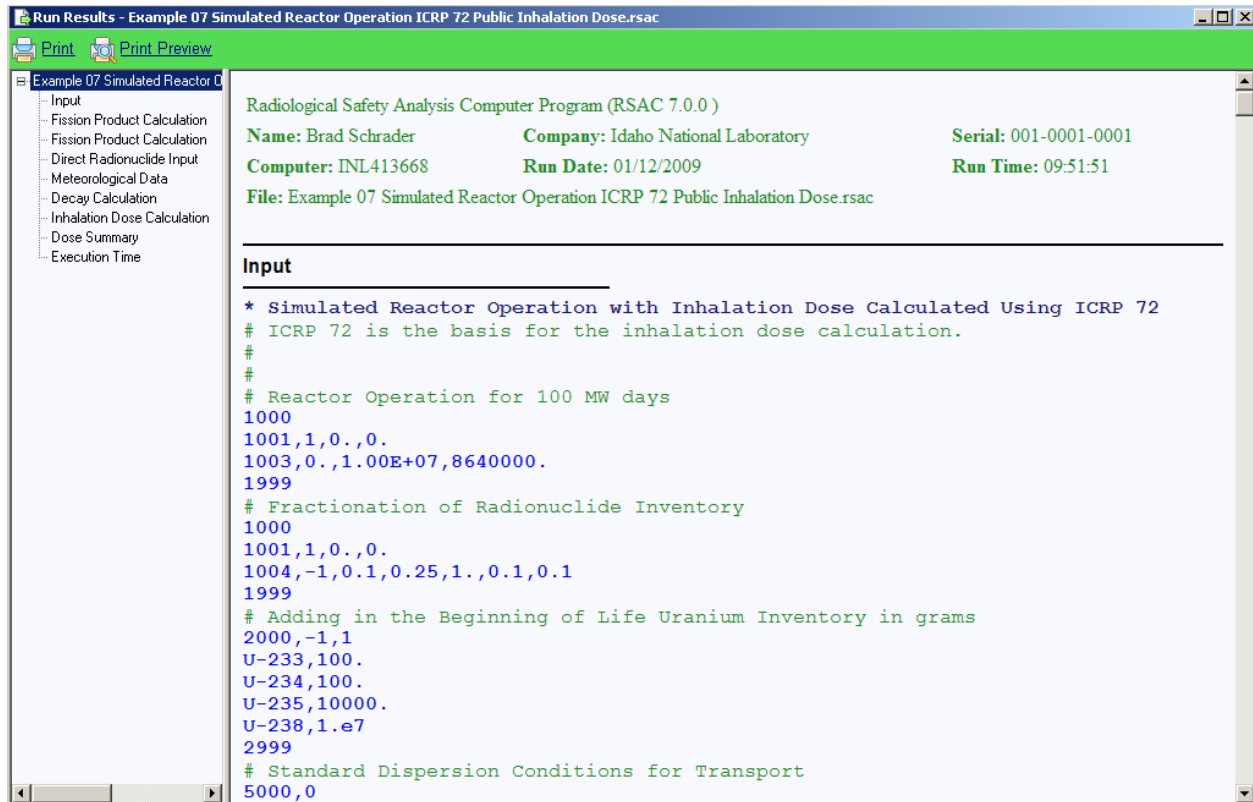 Run Results - Example 07 Simulated Reactor Operation ICRP 72 Public Inhalation Dose.rsac
Print Print Preview
Example 07 Simulated Reactor O
Input
Fission Product Calculation
Fission Product Calculation
Direct Radionuclide Input
Meteorological Data
Decay Calculation
Inhalation Dose Calculation
Dose Summary
Execution Time
Radiological Safety Analysis Computer Program (RSAC 7.0.0 )
Name: Brad Schrader Company: Idaho National Laboratory Serial: 001-0001-0001
Computer: INL413668 Run Date: 01/12/2009 Run Time: 09:51:51
File: Example 07 Simulated Reactor Operation ICRP 72 Public Inhalation Dose.rsac
Input
* Simulated Reactor Operation with Inhalation Dose Calculated Using ICRP 72
# ICRP 72 is the basis for the inhalation dose calculation.
#
#
# Reactor Operation for 100 MW days
1000
1001,1,0.,0.
1003,0.,1.00E+07,8640000.
1999
# Fractionation of Radionuclide Inventory
1000
1001,1,0.,0.
1004,-1,0.1,0.25,1.,0.1,0.1
1999
# Adding in the Beginning of Life Uranium Inventory in grams
2000,-1,1
U-233,100.
U-234,100.
U-235,10000.
U-238,1.e7
2999
# Standard Dispersion Conditions for Transport
5000,0